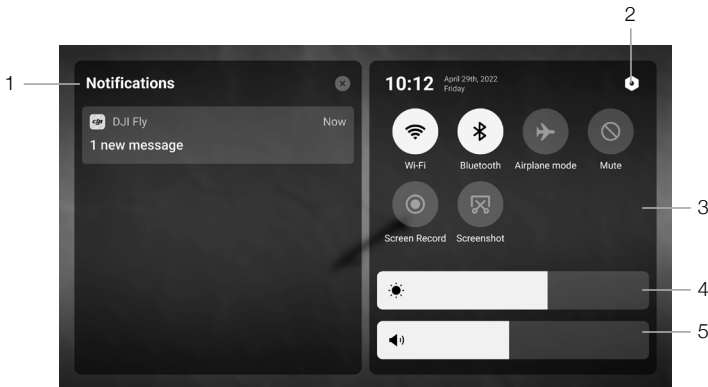 2
1
Notifications
10:12
April 29th, 2022
Friday
dji
DJI Fly
Now
1 new message
Wi-Fi
Bluetooth
Airplane mode
Mute
3
Screen Record
Screenshot
4
5